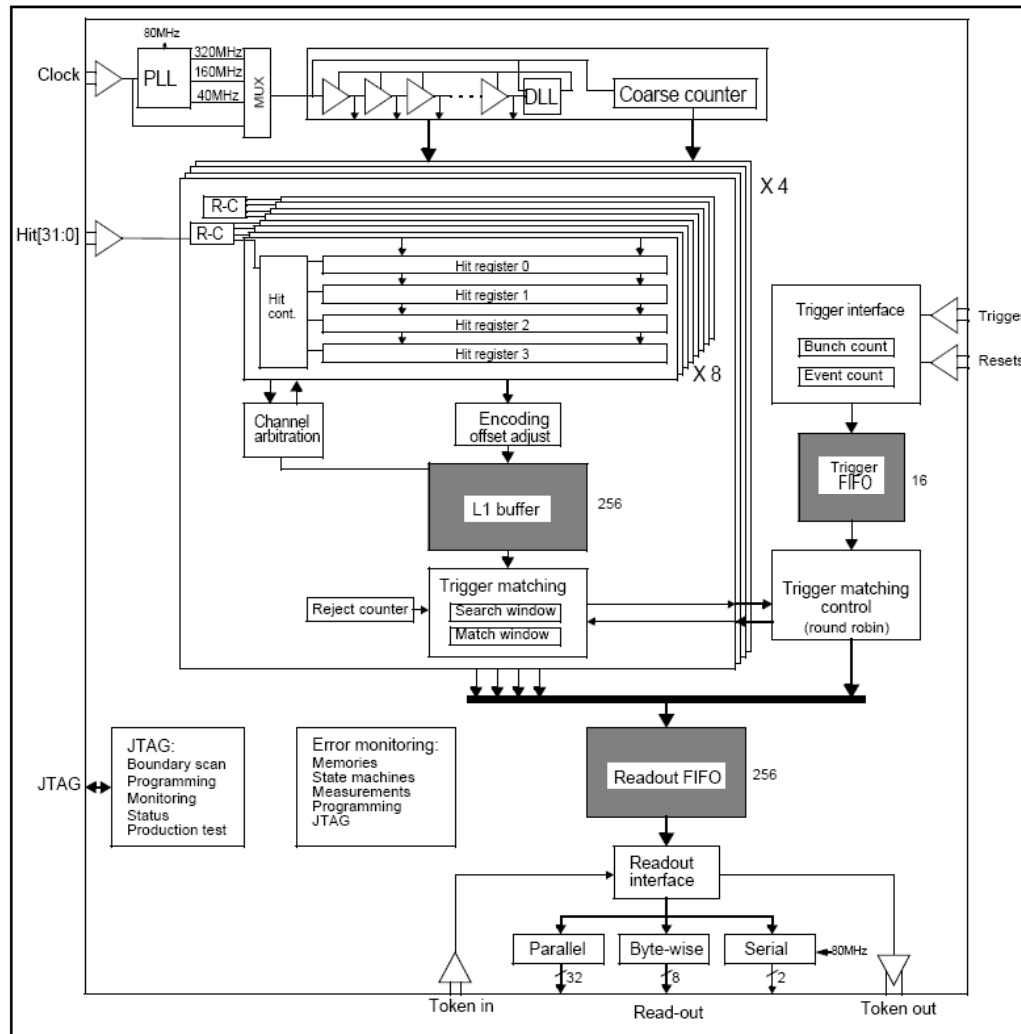 80MHz
Clock
PLL
320MHz
160MHz
40MHz
MUX
DLL
Coarse counter
X 4
Hit[31:0]
R-C
R-C
Hit
cont.
Hit register 0
Hit register 1
Hit register 2
Hit register 3
X 8
Trigger interface
Bunch count
Event count
Trigger
Resets
Channel
arbitration
Encoding
offset adjust
L1 buffer
256
Trigger
FIFO
16
Reject counter
Trigger matching
Search window
Match window
Trigger matching
control
(round robin)
JTAG
JTAG:
Boundary scan
Programming
Monitoring
Status
Production test
Error monitoring:
Memories
State machines
Measurements
Programming
JTAG
Readout FIFO
256
Readout
interface
Parallel
Byte-wise
Serial
80MHz
32
8
2
Token in
Read-out
Token out